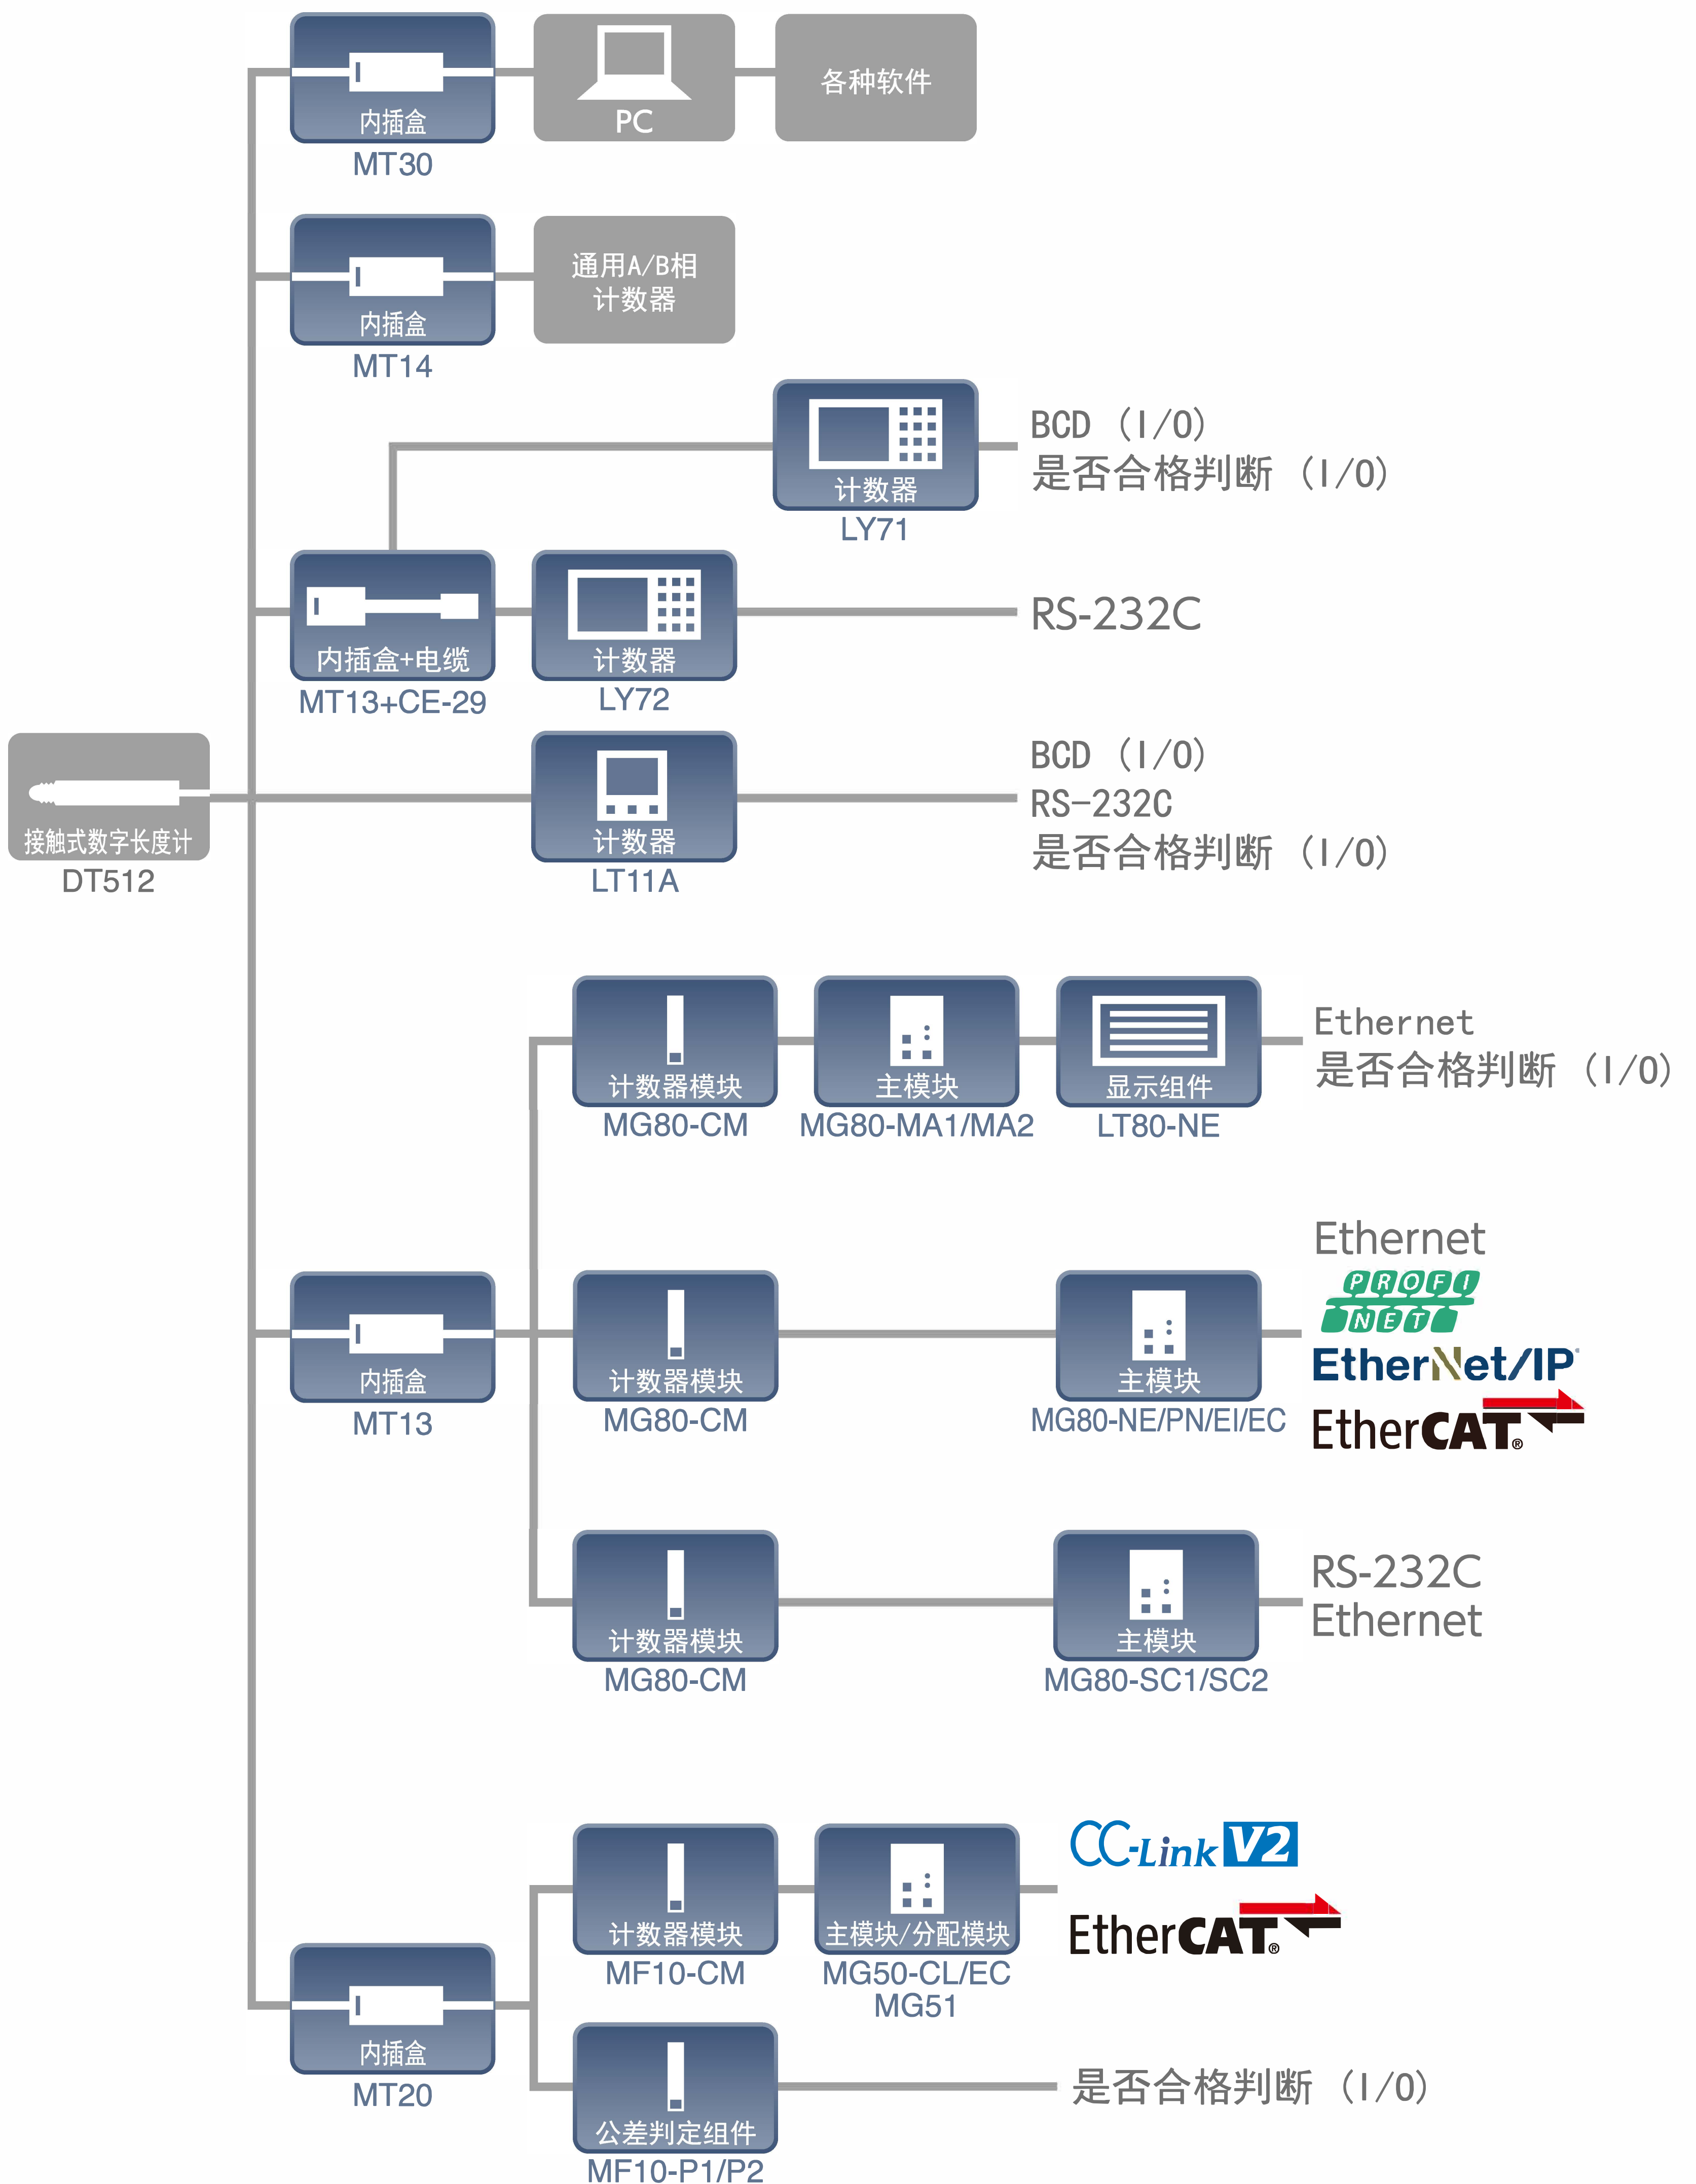 PC
各种软件
内插盒
MT30
通用A/B相
计数器
内插盒
MT14
BCD (I/O)
是否合格判断 (I/O)
计数器
LY71
RS-232C
内插盒+电缆
MT13+CE-29
计数器
LY72
BCD (I/O)
RS-232C
是否合格判断 (I/O)
接触式数字长度计
DT512
计数器
LT11A
Ethernet
是否合格判断 (I/O)
计数器模块
MG80-CM
主模块
MG80-MA1/MA2
显示组件
LT80-NE
Ethernet
PROFI
NET
EtherNet/IP
EtherCAT®
内插盒
MT13
计数器模块
MG80-CM
主模块
MG80-NE/PN/EI/EC
RS-232C
Ethernet
计数器模块
MG80-CM
主模块
MG80-SC1/SC2
CC-Link V2
EtherCAT®
计数器模块
MF10-CM
主模块/分配模块
MG50-CL/EC
MG51
内插盒
MT20
是否合格判断 (I/O)
公差判定组件
MF10-P1/P2